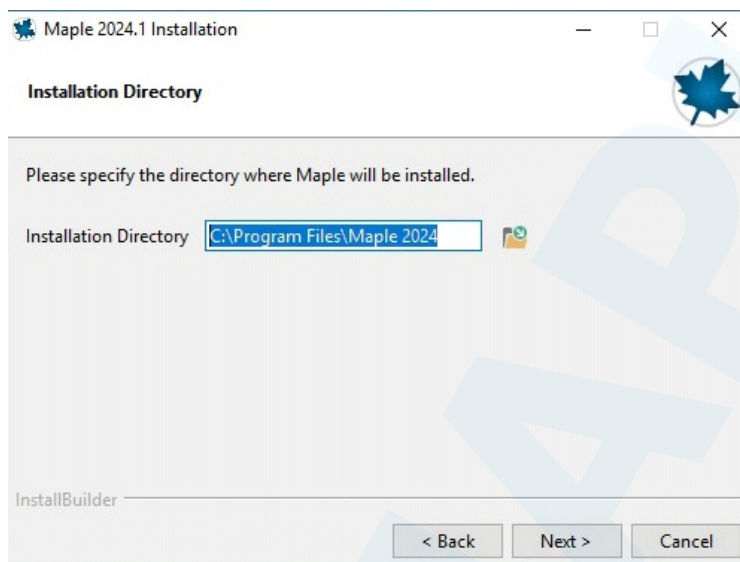 Maple 2024.1 Installation
Installation Directory
Please specify the directory where Maple will be installed.
Installation Directory C:\Program Files\Maple 2024
InstallBuilder
< Back Next > Cancel